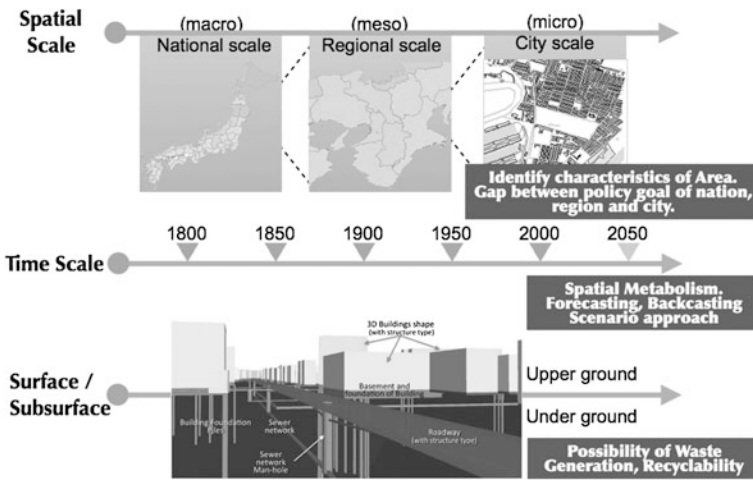 Spatial
Scale
(macro)
National scale
(meso)
Regional scale
(micro)
City scale
Identify characteristics of Area.
Gap between policy goal of nation,
region and city.
Time Scale
1800
1850
1900
1950
2000
2050
Spatial Metabolism.
Forecasting, Backcasting
Scenario approach
Surface /
Subsurface
3D Buildings shape
(with structure type)
Basement and
foundation of Building
Building Foundation
Piles
Sewer
network
Roadway
(with structure type)
Sewer
network
Man-hole
Upper ground
Under ground
Possibility of Waste
Generation, Recyclability